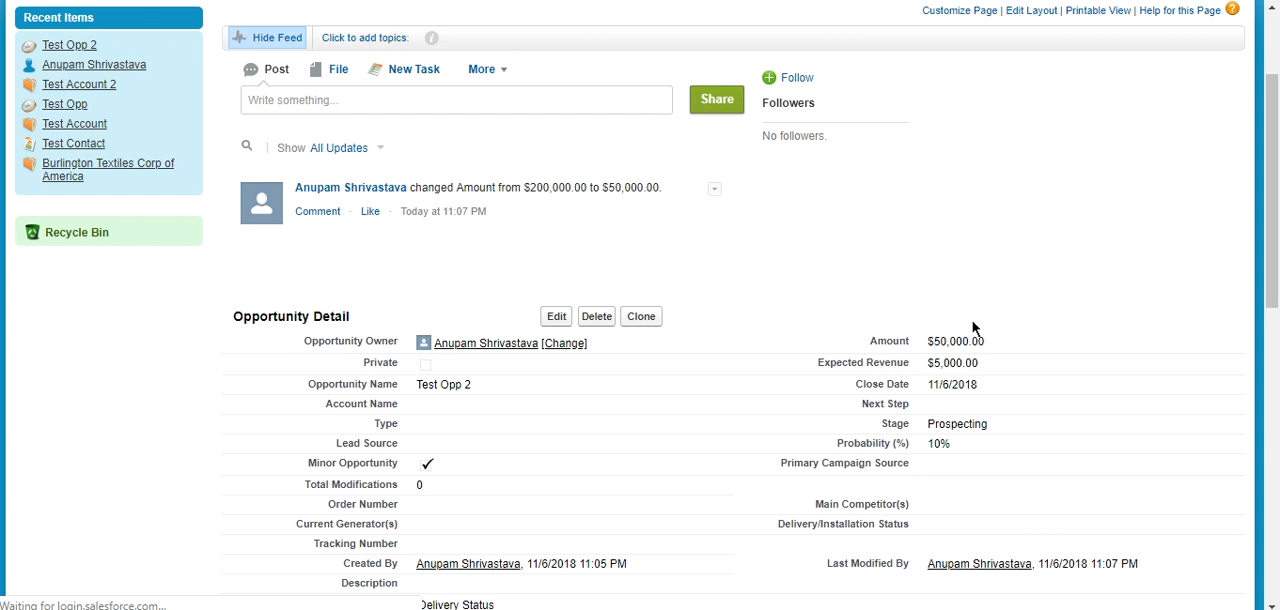 Recent Items
Test Opp 2
Anupam Shrivastava
Test Account 2
Test Opp
Test Account
Test Contact
Burlington Textiles Corp of
America
Recycle Bin
Customize Page | Edit Layout | Printable View | Help for this Page ?
Hide Feed Click to add topics: i
Post File New Task More
Write something... Share
Follow
Followers
No followers.
Show All Updates
Anupam Shrivastava changed Amount from $200,000.00 to $50,000.00.
Comment · Like · Today at 11:07 PM
Opportunity Detail Edit Delete Clone
Opportunity Owner Anupam Shrivastava [Change] Amount $50,000.00
Private Expected Revenue $5,000.00
Opportunity Name Test Opp 2 Close Date 11/6/2018
Account Name Next Step
Type Stage Prospecting
Lead Source Probability (%) 10%
Minor Opportunity ✓ Primary Campaign Source
Total Modifications 0
Order Number Main Competitor(s)
Current Generator(s) Delivery/Installation Status
Tracking Number
Created By Anupam Shrivastava, 11/6/2018 11:05 PM Last Modified By Anupam Shrivastava, 11/6/2018 11:07 PM
Description
Delivery Status
Waiting for login.salesforce.com...